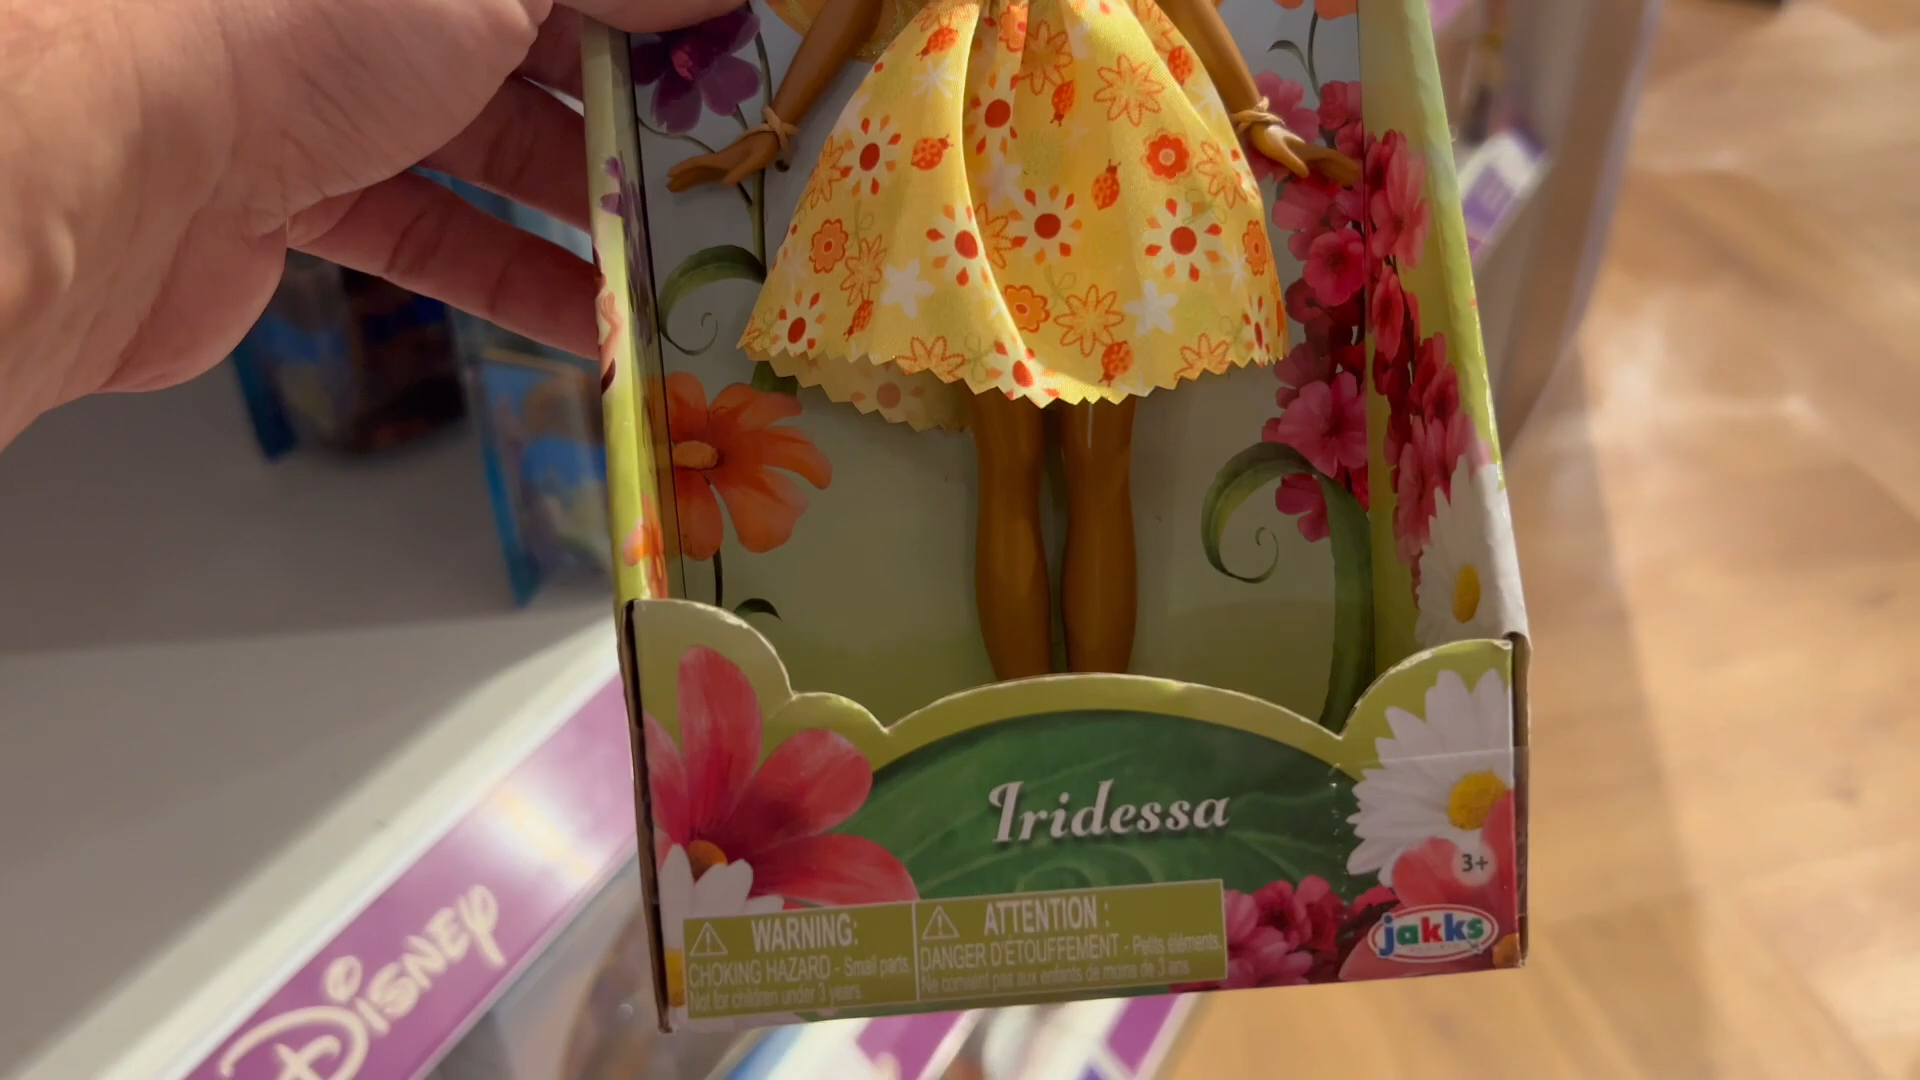 Iridessa
3+
WARNING:
CHOKING HAZARD - Small parts.
Not for children under 3 years.
ATTENTION :
DANGER D'ÉTOUFFEMENT - Petits éléments.
Ne convient pas aux enfants de moins de 3 ans.
jakks
DISNEY